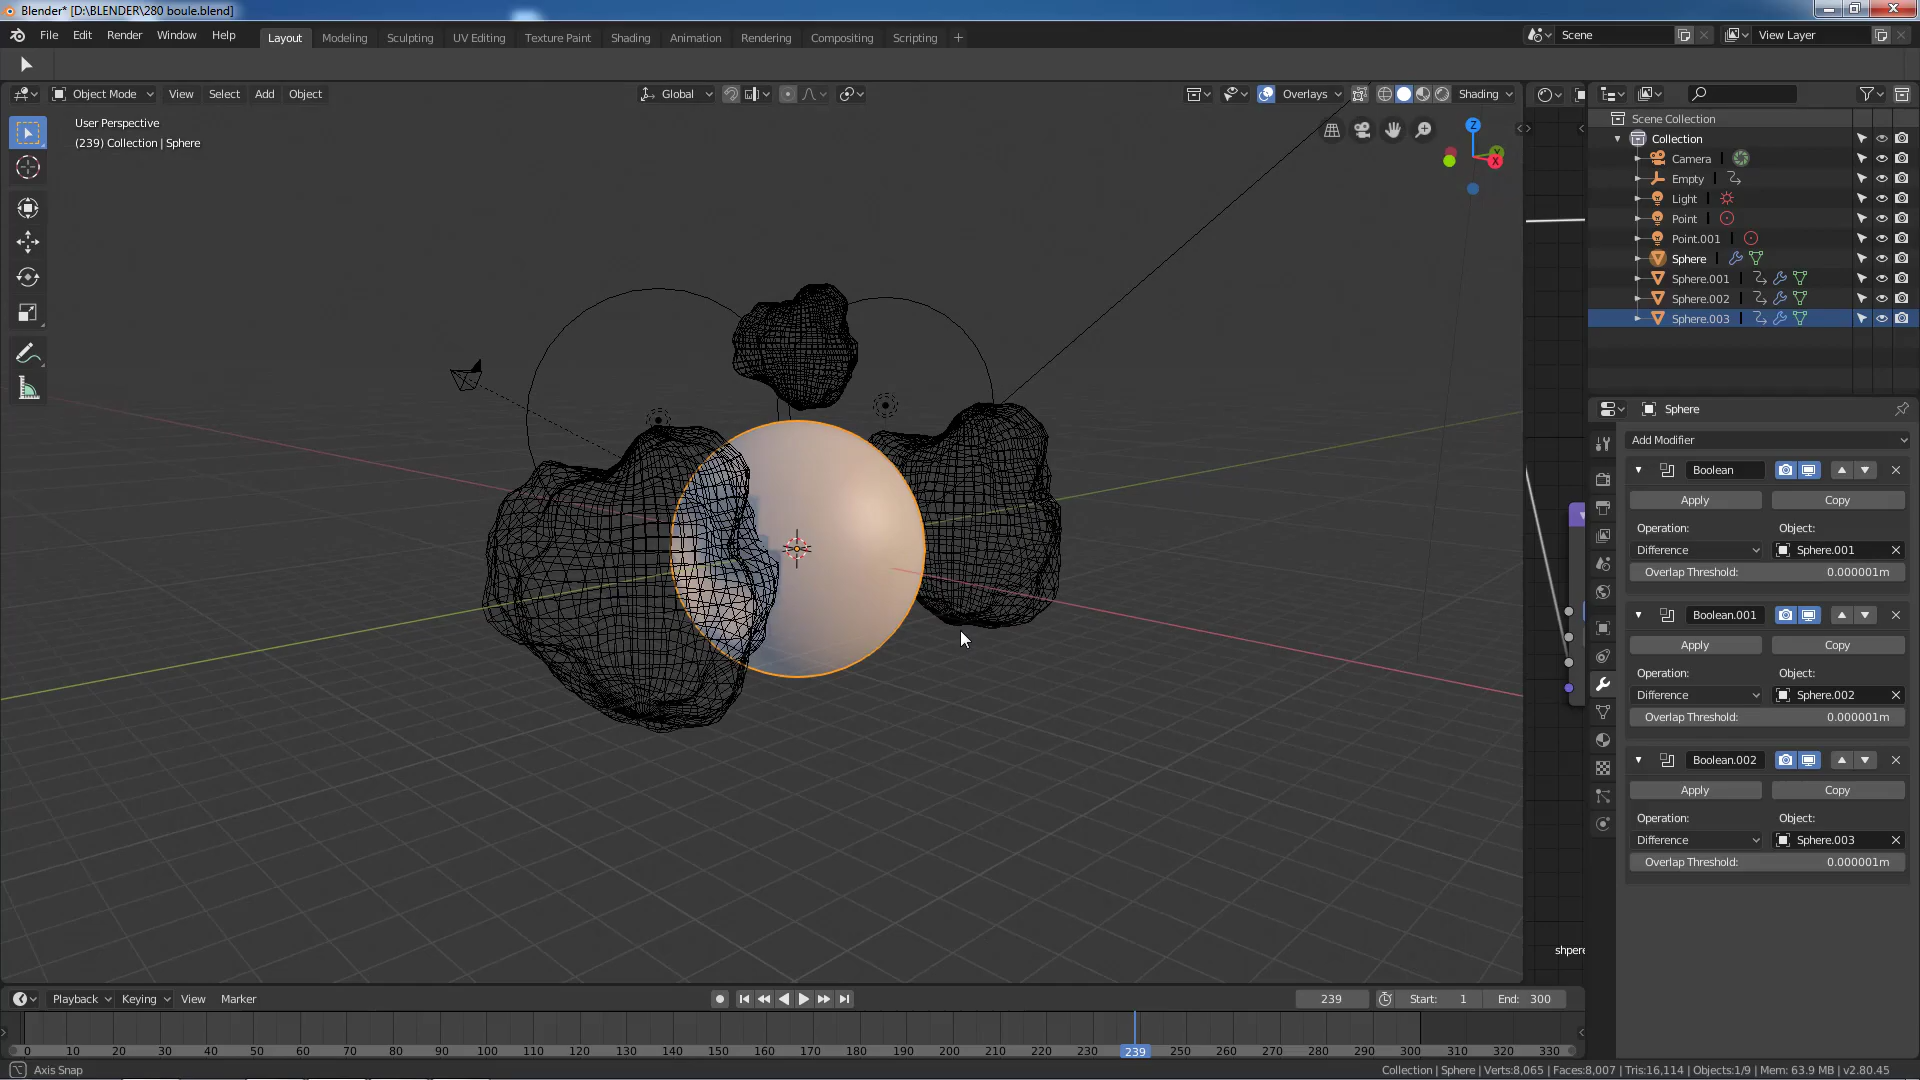 Blender* [D:\BLENDER\280 boule.blend]
File Edit Render Window Help
Layout Modeling Sculpting UV Editing Texture Paint Shading Animation Rendering Compositing Scripting +
Scene
View Layer
Object Mode View Select Add Object
Global
Overlays
Shading
User Perspective
(239) Collection | Sphere
Z
Y
X
Scene Collection
Collection
Camera
Empty
Light
Point
Point.001
Sphere
Sphere.001
Sphere.002
Sphere.003
Sphere
Add Modifier
Boolean
Apply Copy
Operation: Object:
Difference Sphere.001
Overlap Threshold: 0.000001m
Boolean.001
Apply Copy
Operation: Object:
Difference Sphere.002
Overlap Threshold: 0.000001m
Boolean.002
Apply Copy
Operation: Object:
Difference Sphere.003
Overlap Threshold: 0.000001m
shpere
Playback Keying View Marker
239 Start: 1 End: 300
0 10 20 30 40 50 60 70 80 90 100 110 120 130 140 150 160 170 180 190 200 210 220 230 239 250 260 270 280 290 300 310 320 330
Axis Snap
Collection | Sphere | Verts:8,065 | Faces:8,007 | Tris:16,114 | Objects:1/9 | Mem: 63.9 MB | v2.80.45